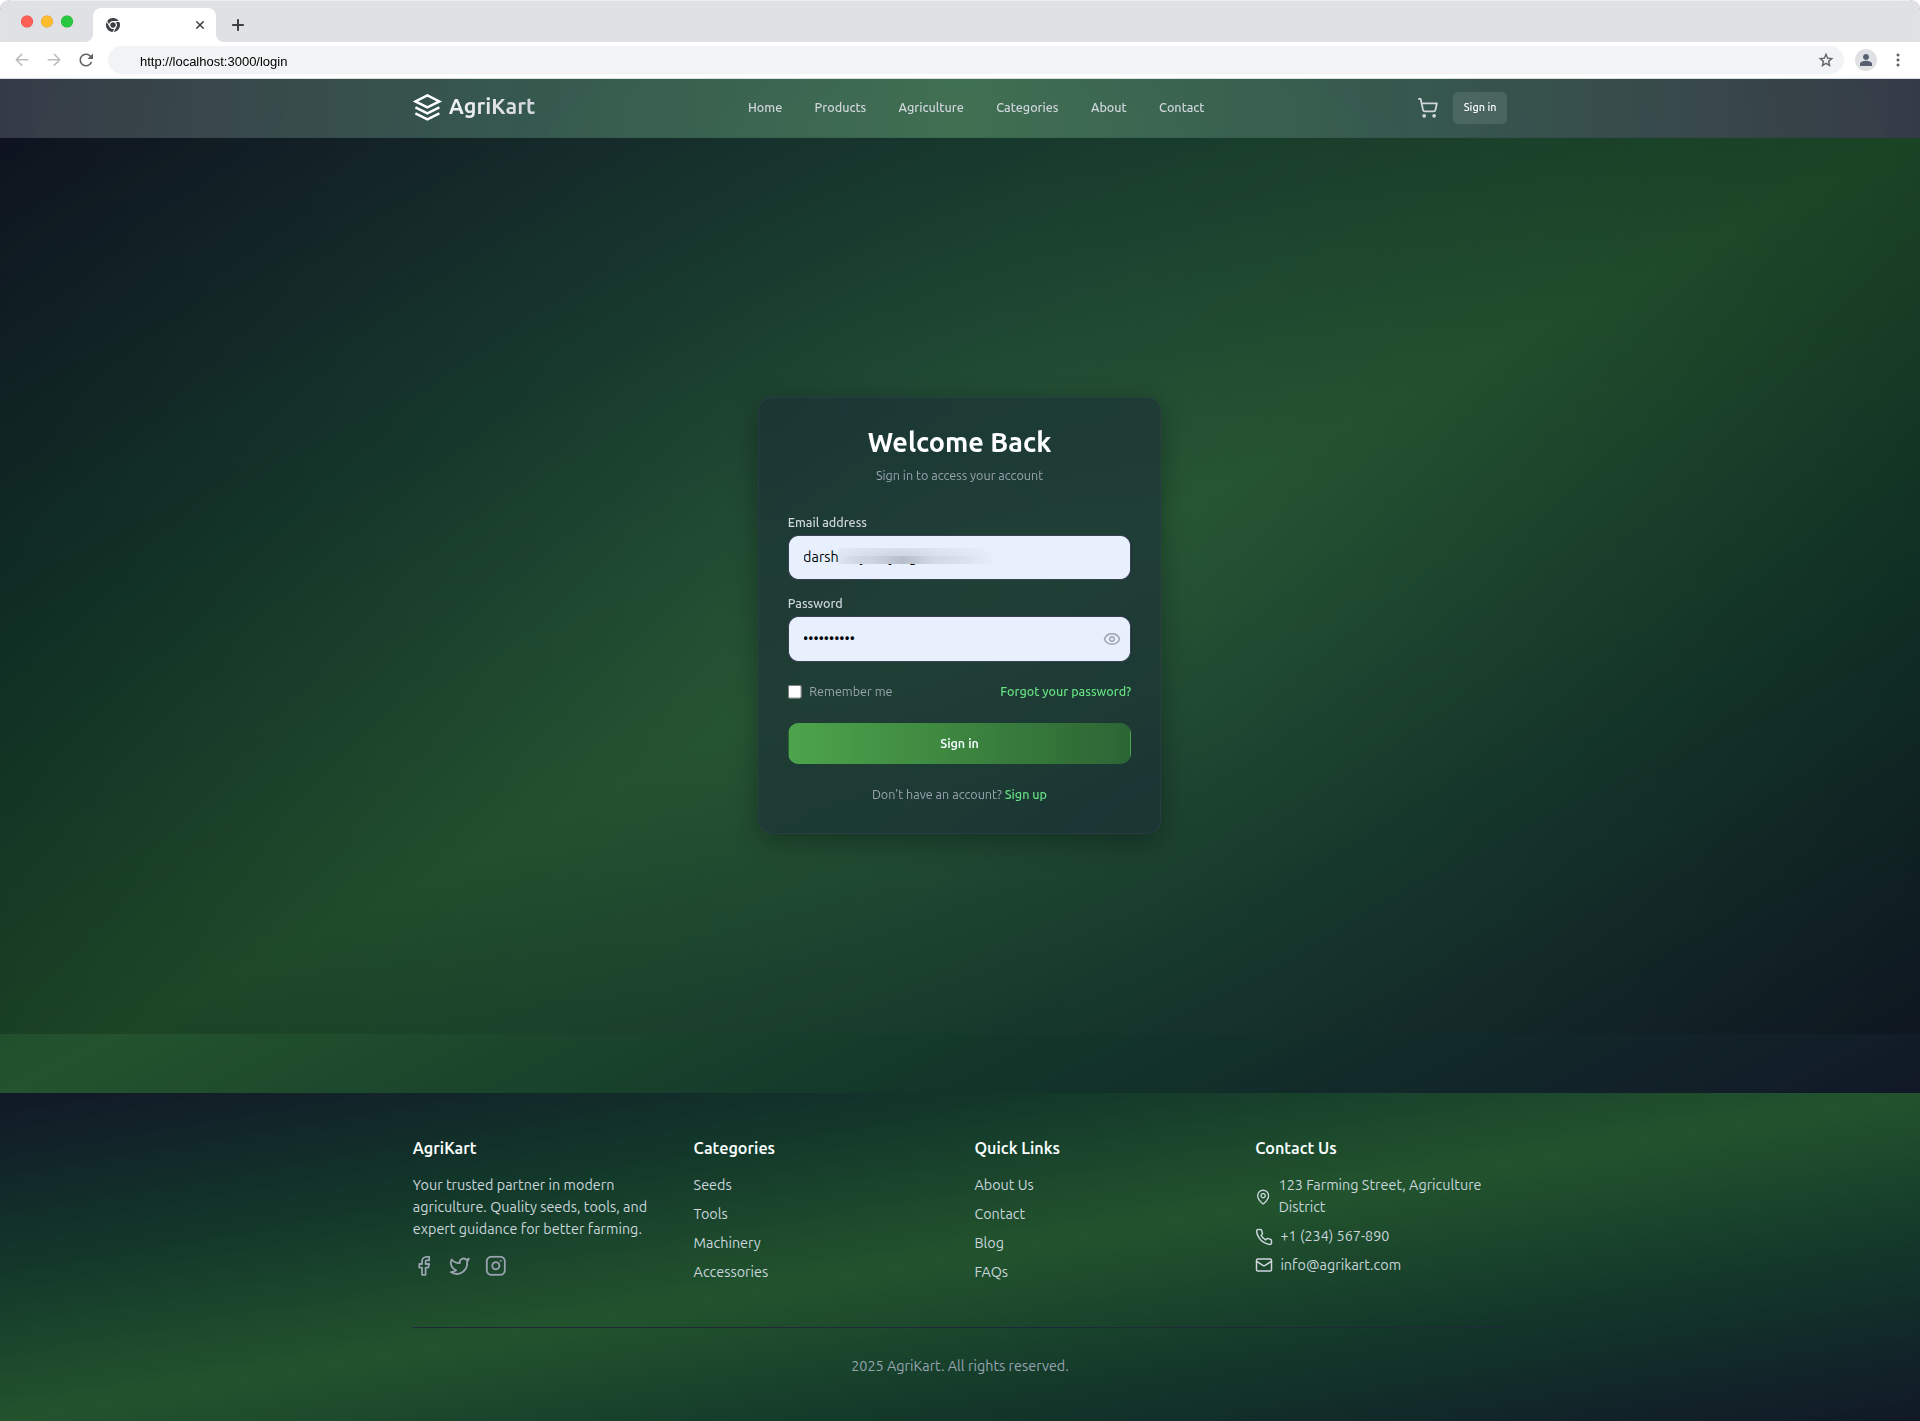 http://localhost:3000/login
AgriKart
Home
Products
Agriculture
Categories
About
Contact
Sign in
Welcome Back
Sign in to access your account
Email address
darsh
Password
••••••••••
Remember me
Forgot your password?
Sign in
Don't have an account? Sign up
AgriKart
Your trusted partner in modern
agriculture. Quality seeds, tools, and
expert guidance for better farming.
Categories
Seeds
Tools
Machinery
Accessories
Quick Links
About Us
Contact
Blog
FAQs
Contact Us
123 Farming Street, Agriculture
District
+1 (234) 567-890
info@agrikart.com
2025 AgriKart. All rights reserved.